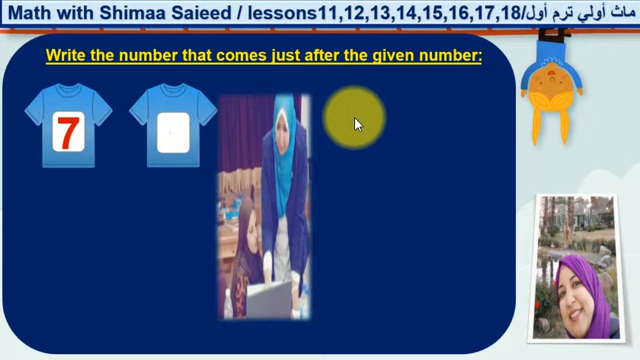 Math with Shimaa Saieed / lessons11,12,13,14,15,16,17,18/ماث أولي ترم أول
Write the number that comes just after the given number:
7